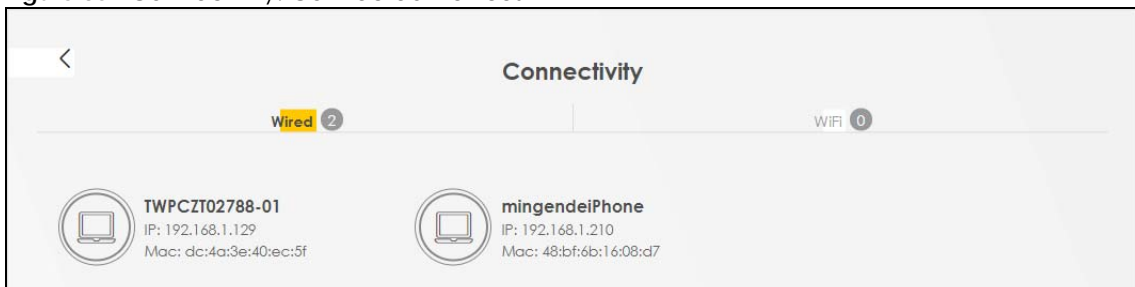 Connectivity
Wired 2
WiFi 0
TWPCZT02788-01
IP: 192.168.1.129
Mac: dc:4a:3e:40:ec:5f
mingendeiPhone
IP: 192.168.1.210
Mac: 48:bf:6b:16:08:d7